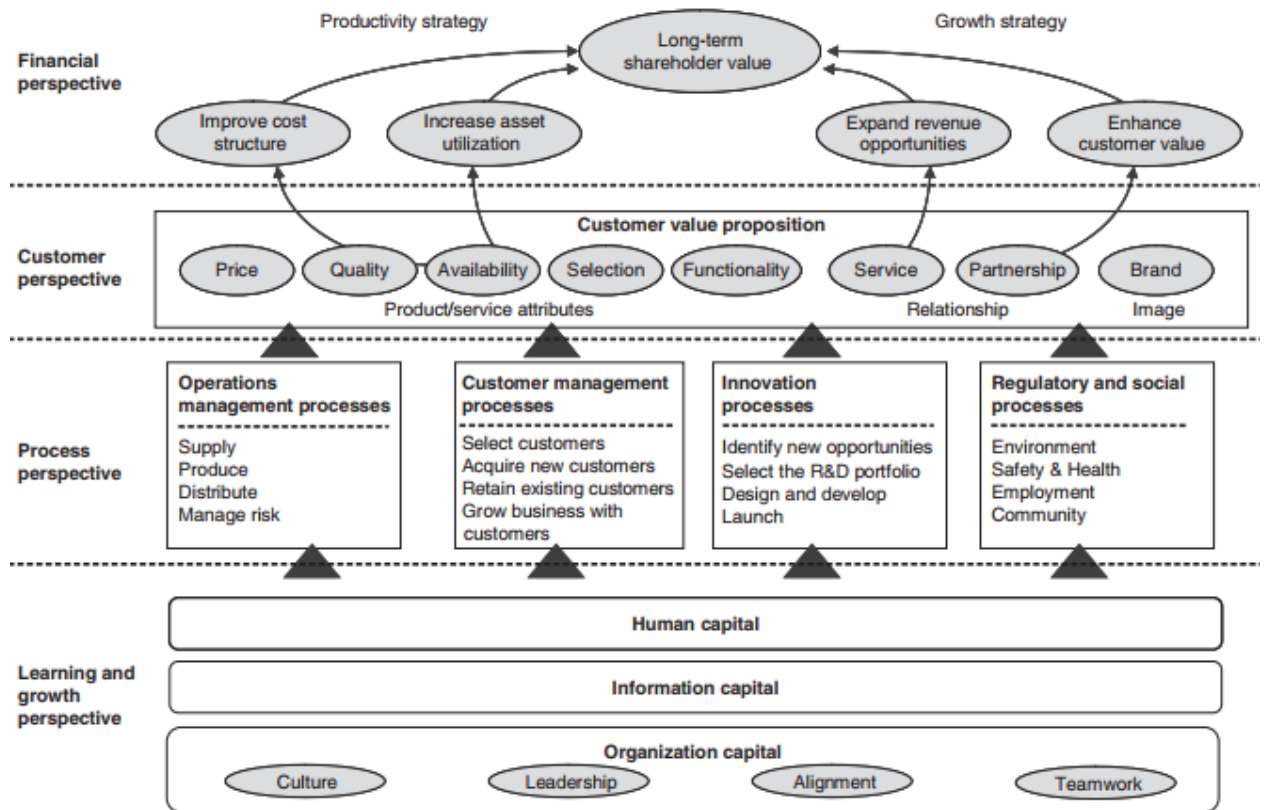 Productivity strategy
Growth strategy
Financial
perspective
Long-term
shareholder value
Improve cost
structure
Increase asset
utilization
Expand revenue
opportunities
Enhance
customer value
Customer
perspective
Customer value proposition
Price
Quality
Availability
Selection
Functionality
Service
Partnership
Brand
Product/service attributes
Relationship
Image
Process
perspective
Operations
management processes
Supply
Produce
Distribute
Manage risk
Customer management
processes
Select customers
Acquire new customers
Retain existing customers
Grow business with
customers
Innovation
processes
Identify new opportunities
Select the R&D portfolio
Design and develop
Launch
Regulatory and social
processes
Environment
Safety & Health
Employment
Community
Learning and
growth
perspective
Human capital
Information capital
Organization capital
Culture
Leadership
Alignment
Teamwork